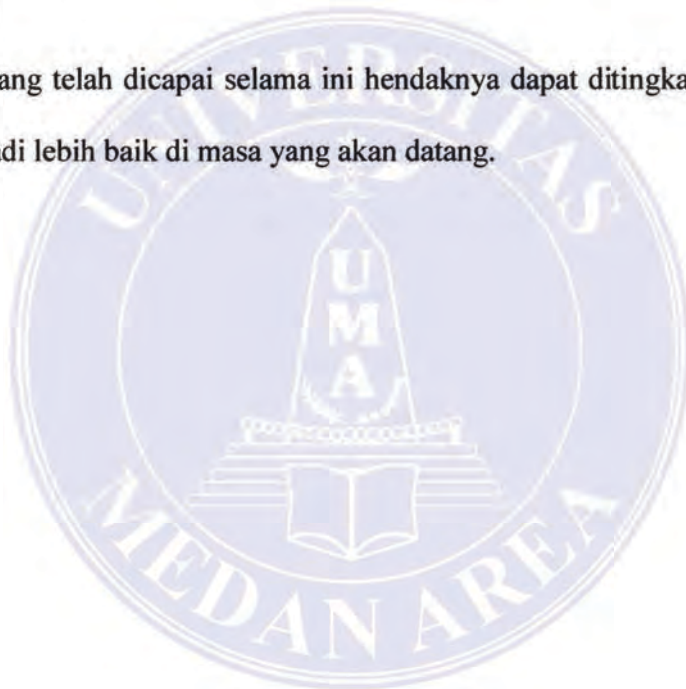 ang telah dicapai selama ini hendaknya dapat ditingka
di lebih baik di masa yang akan datang.
UNIVERSITAS
UMA
MEDAN AREA